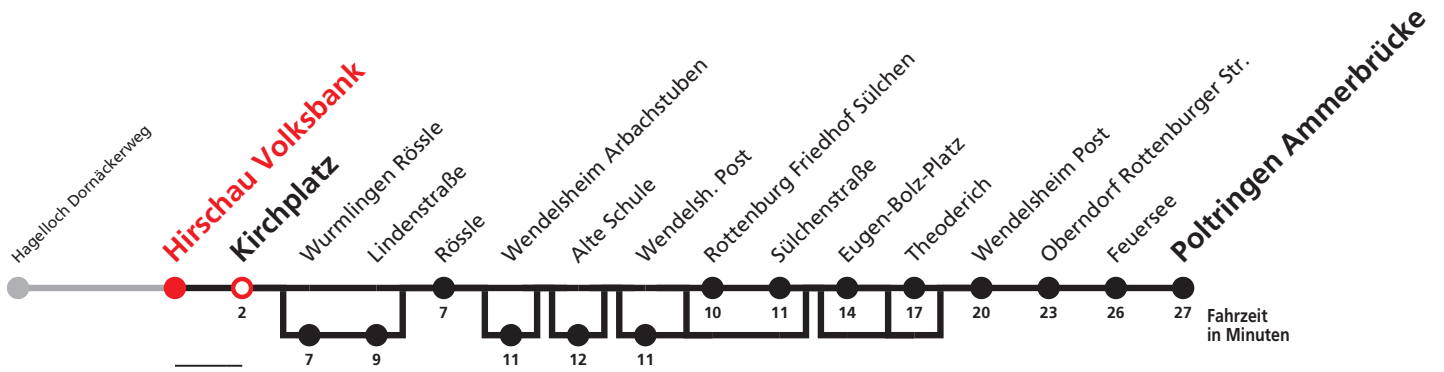 Hagelloch Dornäckerweg
Hirschau Volksbank
Kirchplatz
Wurmlingen Rössle
Lindenstraße
Rössle
Wendelsheim Arbachstuben
Alte Schule
Wendelsh. Post
Rottenburg Friedhof Sülchen
Sülchenstraße
Eugen-Bolz-Platz
Theoderich
Wendelsheim Post
Oberndorf Rottenburger Str.
Feuersee
Poltringen Ammerbrücke
2
7
10
11
14
17
20
23
26
27
Fahrzeit
in Minuten
7
9
11
12
11